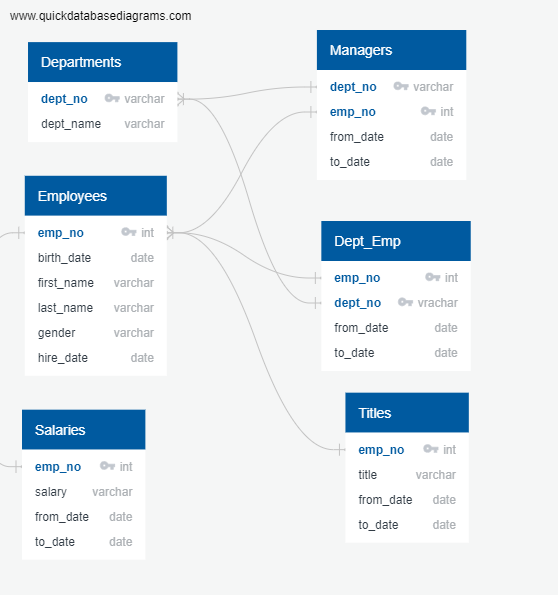 www.quickdatabasediagrams.com
Departments
dept_no varchar
dept_name varchar
Managers
dept_no varchar
emp_no int
from_date date
to_date date
Employees
emp_no int
birth_date date
first_name varchar
last_name varchar
gender varchar
hire_date date
Dept_Emp
emp_no int
dept_no vrachar
from_date date
to_date date
Salaries
emp_no int
salary varchar
from_date date
to_date date
Titles
emp_no int
title varchar
from_date date
to_date date